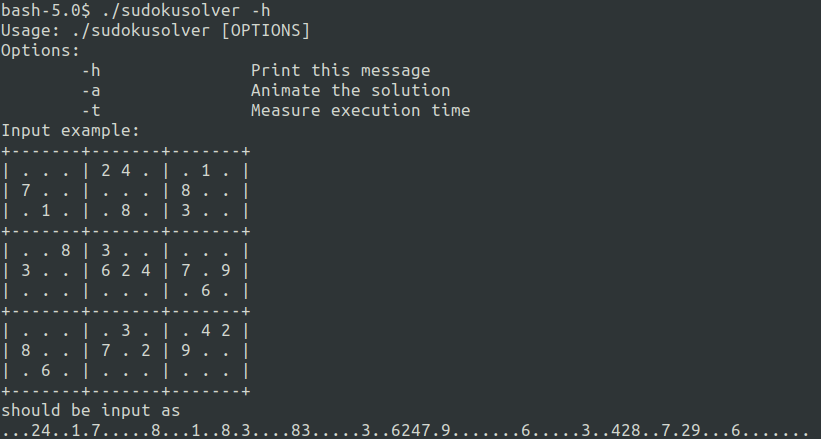 bash-5.0$ ./sudokusolver -h
Usage: ./sudokusolver [OPTIONS]
Options:
        -h               Print this message
        -a               Animate the solution
        -t               Measure execution time
Input example:
+-------+-------+-------+
| . . . | 2 4 . | . 1 . |
| 7 . . | . . . | 8 . . |
| . 1 . | . 8 . | 3 . . |
+-------+-------+-------+
| . . 8 | 3 . . | . . . |
| 3 . . | 6 2 4 | 7 . 9 |
| . . . | . . . | . 6 . |
+-------+-------+-------+
| . . . | . 3 . | . 4 2 |
| 8 . . | 7 . 2 | 9 . . |
| . 6 . | . . . | . . . |
+-------+-------+-------+
should be input as
...24..1.7.....8...1..8.3....83.....3..6247.9.......6.....3..428..7.29...6.......